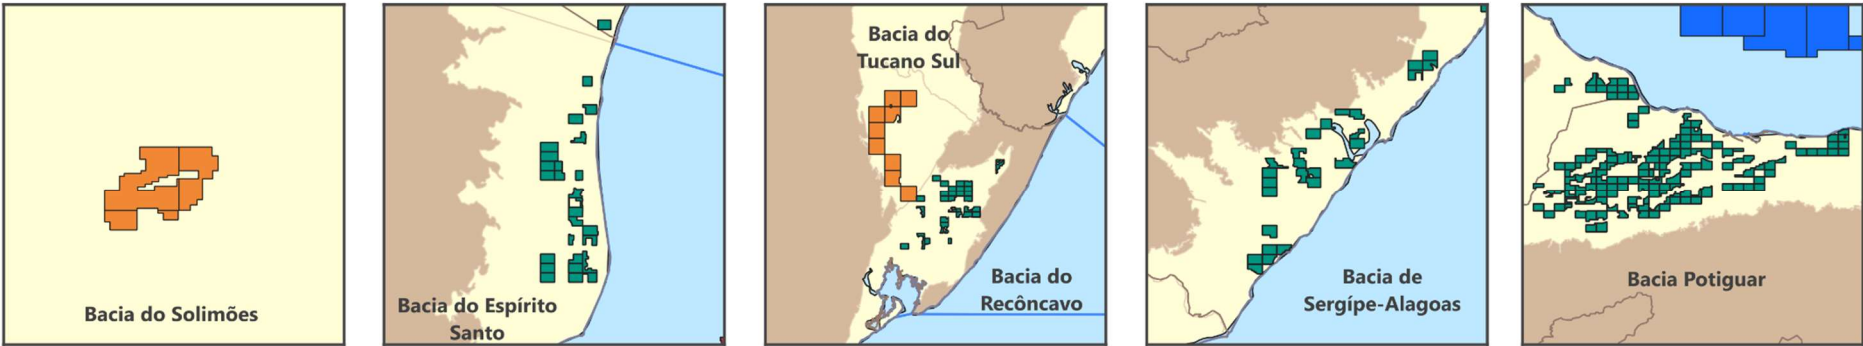 Bacia do Solimões
Bacia do Espírito
Santo
Bacia do
Tucano Sul
Bacia do
Recôncavo
Bacia de
Sergípe-Alagoas
Bacia Potiguar